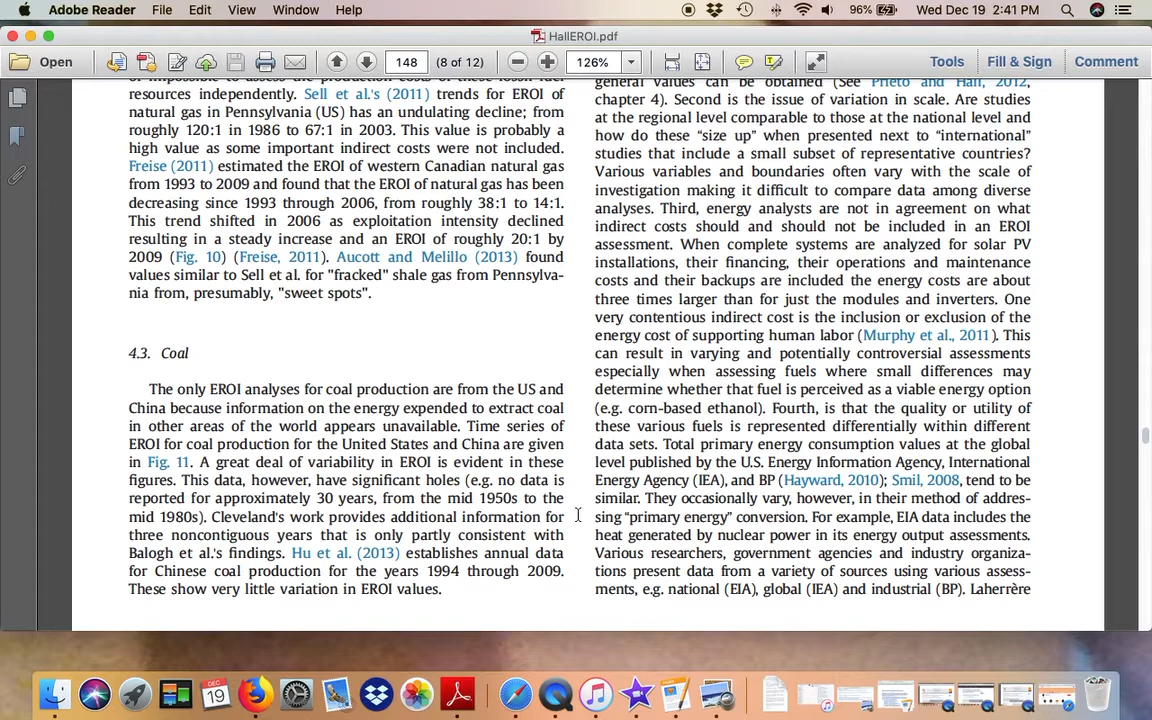 Adobe Reader File Edit View Window Help 96% Wed Dec 19 2:41 PM
HallEROI.pdf
Open 148 (8 of 12) 126% Tools Fill & Sign Comment
resources independently. Sell et al.'s (2011) trends for EROI of
natural gas in Pennsylvania (US) has an undulating decline; from
roughly 120:1 in 1986 to 67:1 in 2003. This value is probably a
high value as some important indirect costs were not included.
Freise (2011) estimated the EROI of western Canadian natural gas
from 1993 to 2009 and found that the EROI of natural gas has been
decreasing since 1993 through 2006, from roughly 38:1 to 14:1.
This trend shifted in 2006 as exploitation intensity declined
resulting in a steady increase and an EROI of roughly 20:1 by
2009 (Fig. 10) (Freise, 2011). Aucott and Melillo (2013) found
values similar to Sell et al. for "fracked" shale gas from Pennsylva-
nia from, presumably, "sweet spots".
4.3. Coal
The only EROI analyses for coal production are from the US and
China because information on the energy expended to extract coal
in other areas of the world appears unavailable. Time series of
EROI for coal production for the United States and China are given
in Fig. 11. A great deal of variability in EROI is evident in these
figures. This data, however, have significant holes (e.g. no data is
reported for approximately 30 years, from the mid 1950s to the
mid 1980s). Cleveland's work provides additional information for
three noncontiguous years that is only partly consistent with
Balogh et al.'s findings. Hu et al. (2013) establishes annual data
for Chinese coal production for the years 1994 through 2009.
These show very little variation in EROI values.
general values can be obtained (See Prieto and Hall, 2012,
chapter 4). Second is the issue of variation in scale. Are studies
at the regional level comparable to those at the national level and
how do these “size up” when presented next to “international”
studies that include a small subset of representative countries?
Various variables and boundaries often vary with the scale of
investigation making it difficult to compare data among diverse
analyses. Third, energy analysts are not in agreement on what
indirect costs should and should not be included in an EROI
assessment. When complete systems are analyzed for solar PV
installations, their financing, their operations and maintenance
costs and their backups are included the energy costs are about
three times larger than for just the modules and inverters. One
very contentious indirect cost is the inclusion or exclusion of the
energy cost of supporting human labor (Murphy et al., 2011). This
can result in varying and potentially controversial assessments
especially when assessing fuels where small differences may
determine whether that fuel is perceived as a viable energy option
(e.g. corn-based ethanol). Fourth, is that the quality or utility of
these various fuels is represented differentially within different
data sets. Total primary energy consumption values at the global
level published by the U.S. Energy Information Agency, International
Energy Agency (IEA), and BP (Hayward, 2010); Smil, 2008, tend to be
similar. They occasionally vary, however, in their method of addres-
sing “primary energy” conversion. For example, EIA data includes the
heat generated by nuclear power in its energy output assessments.
Various researchers, government agencies and industry organiza-
tions present data from a variety of sources using various assess-
ments, e.g. national (EIA), global (IEA) and industrial (BP). Laherrère
DEC
19